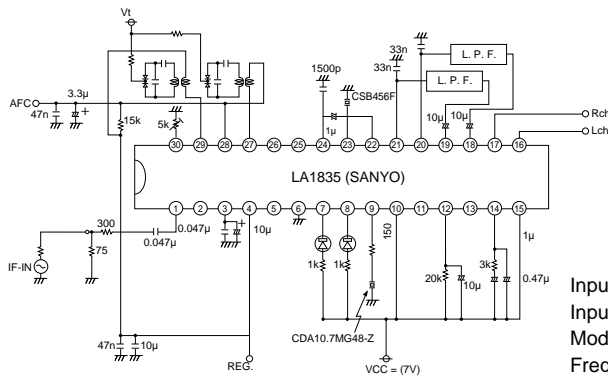 Vt
33n
L. P. F.
33n
L. P. F.
1500p
CSB456F
AFC
3.3µ
47n
15k
5k
1µ
10µ
10µ
Rch
Lch
30 29 28 27 26 25 24 23 22 21 20 19 18 17 16
LA1835 (SANYO)
1 2 3 4 5 6 7 8 9 10 11 12 13 14 15
300
0.047µ
0.047µ
10µ
150
1µ
75
IF-IN
1k
1k
20k
10µ
3k
0.47µ
47n
10µ
CDA10.7MG48-Z
REG.
VCC = (7V)
Inpu
Inpu
Mod
Freq